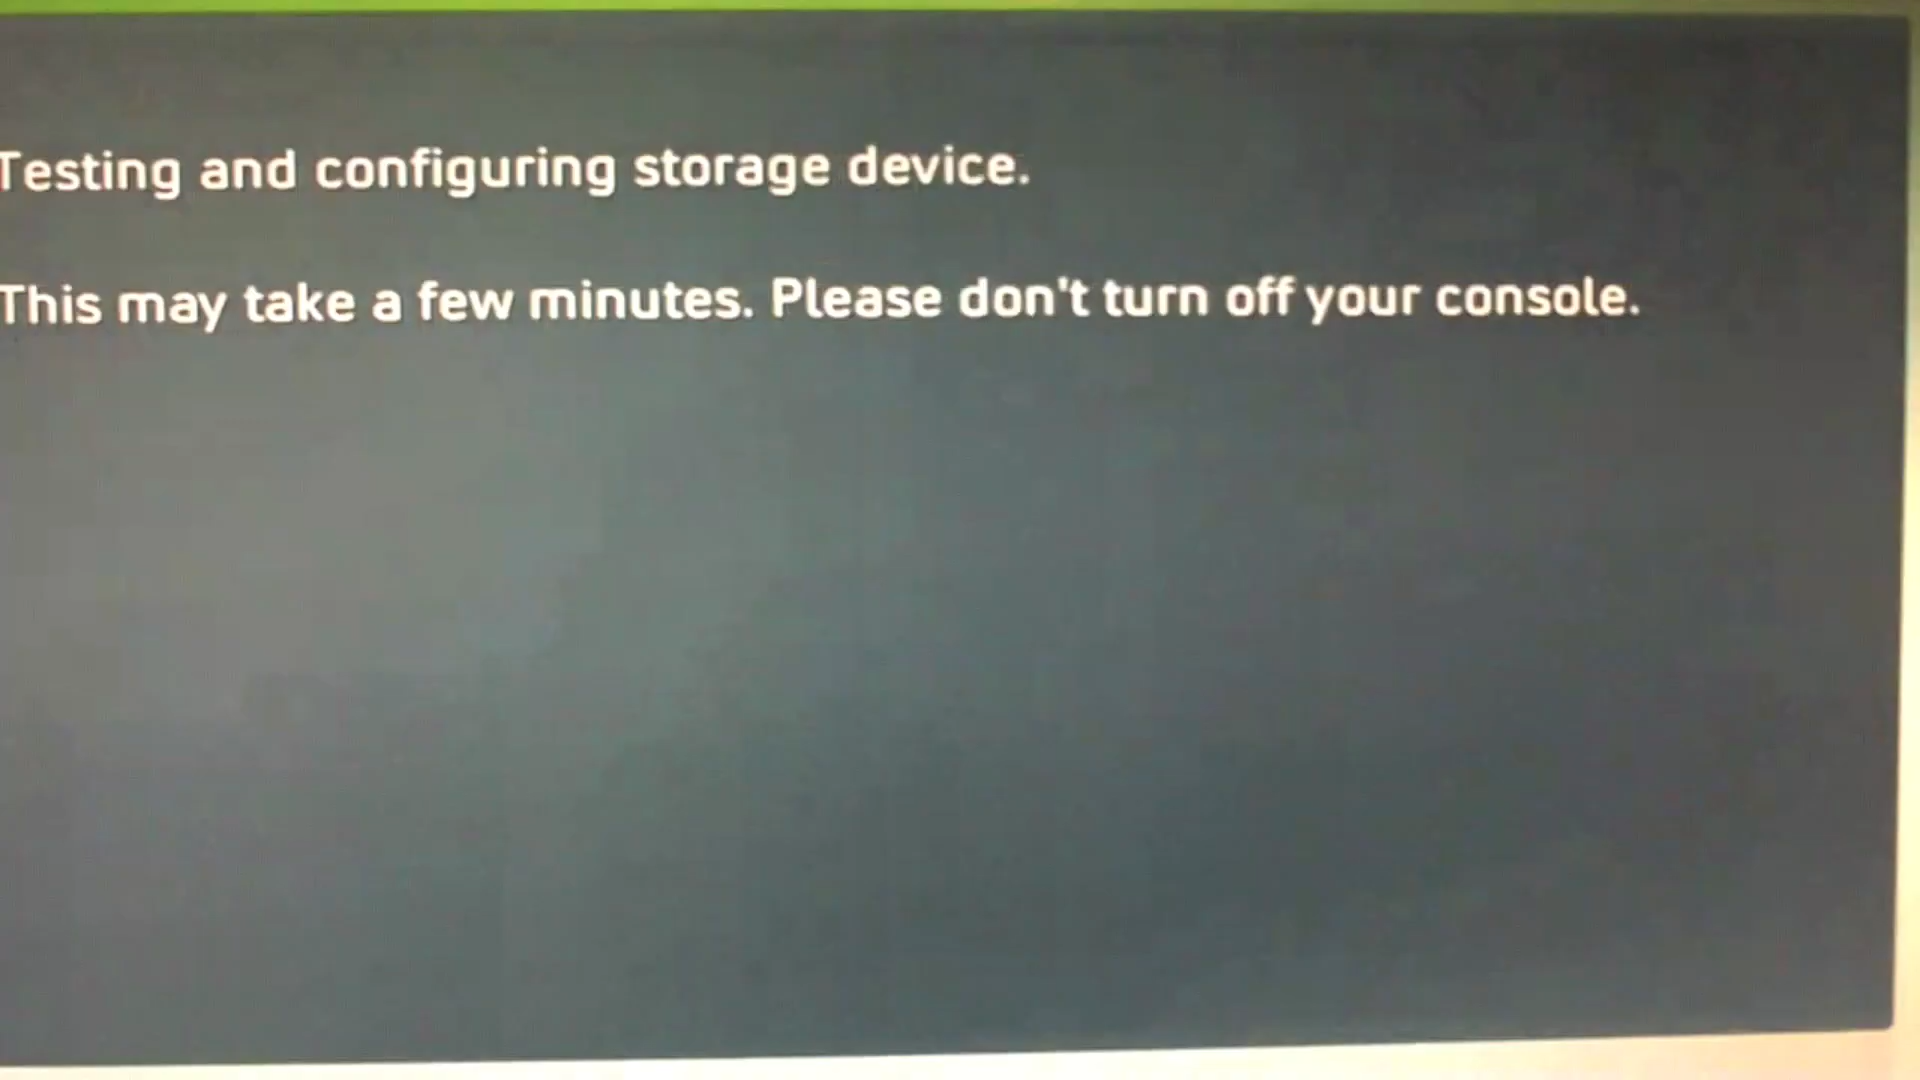 Testing and configuring storage device.
This may take a few minutes. Please don't turn off your console.